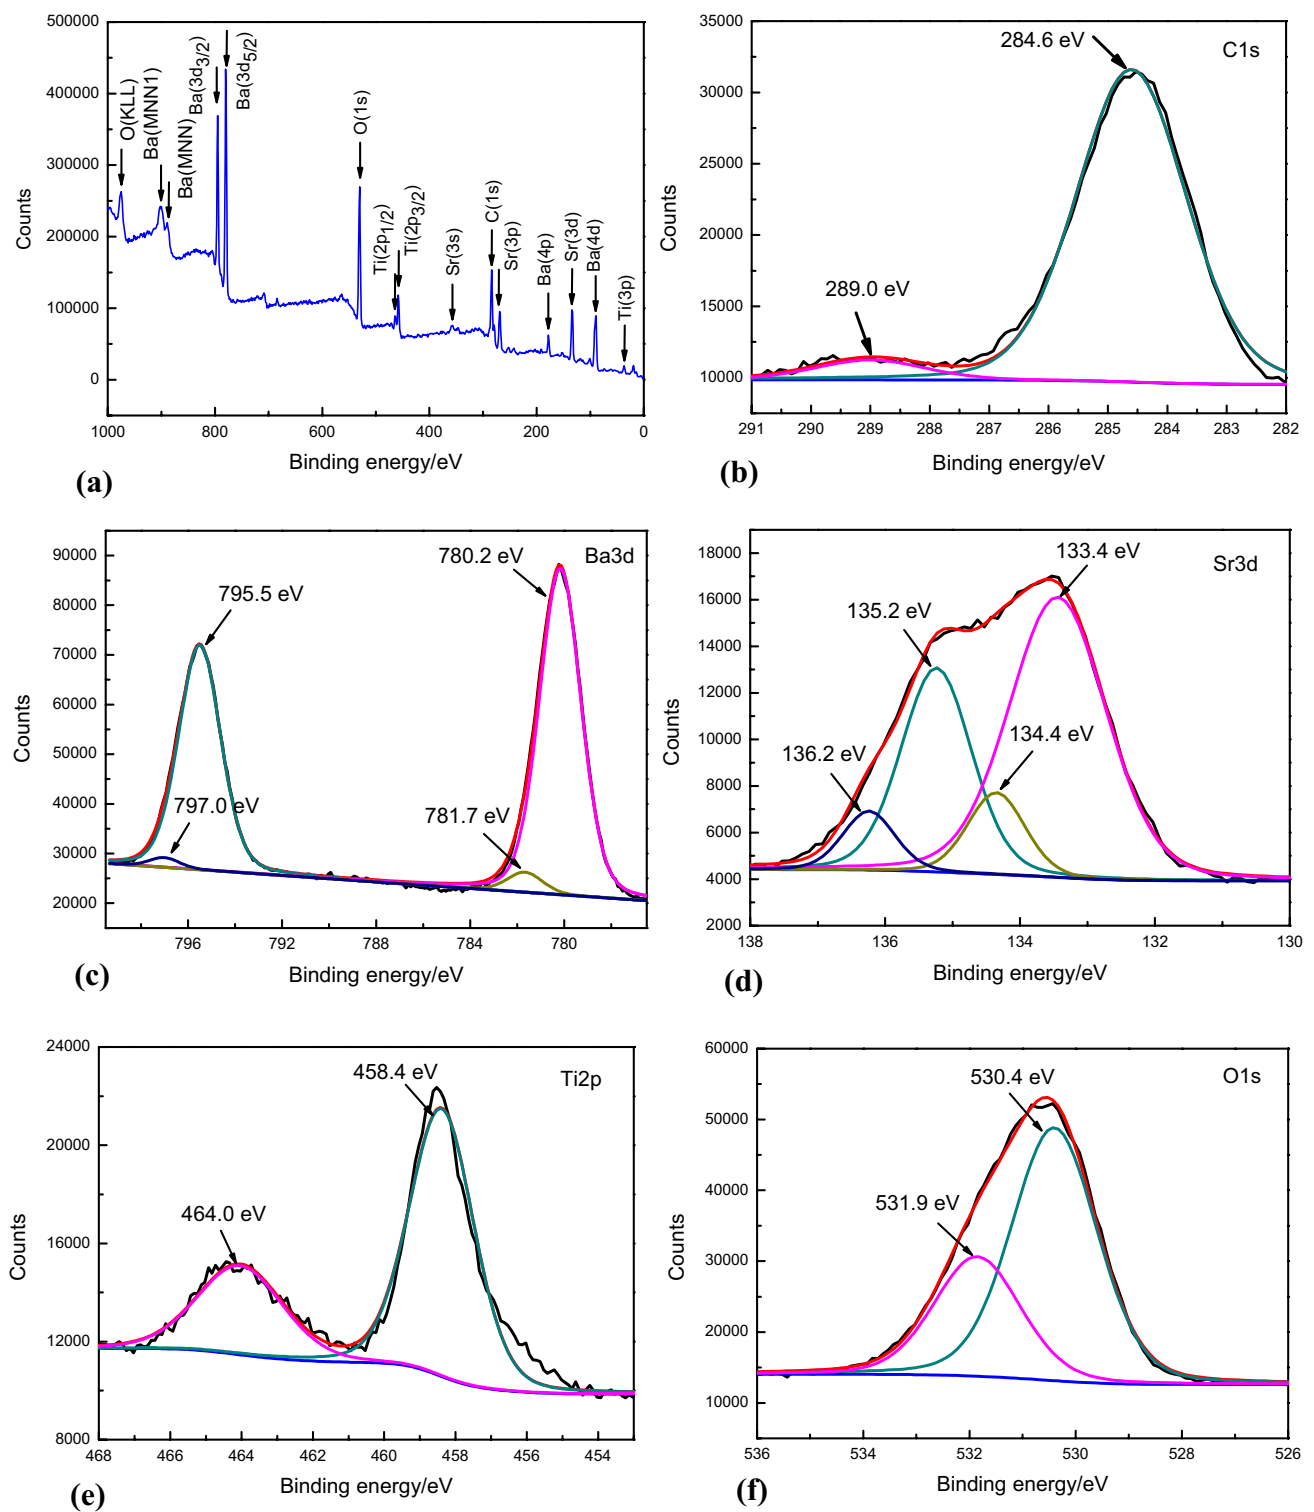 500000
400000
300000
200000
100000
0
Counts
O(KLL)
Ba(MNN1)
Ba(MNN)
Ba(3d3/2)
Ba(3d5/2)
O(1s)
Ti(2p1/2)
Ti(2p3/2)
Sr(3s)
C(1s)
Sr(3p)
Ba(4p)
Sr(3d)
Ba(4d)
Ti(3p)
1000 800 600 400 200 0
Binding energy/eV
(a)
35000
30000
25000
20000
15000
10000
Counts
284.6 eV
C1s
289.0 eV
291 290 289 288 287 286 285 284 283 282
Binding energy/eV
(b)
90000
80000
70000
60000
50000
40000
30000
20000
Counts
780.2 eV
Ba3d
795.5 eV
797.0 eV
781.7 eV
796 792 788 784 780
Binding energy/eV
(c)
18000
16000
14000
12000
10000
8000
6000
4000
2000
Counts
133.4 eV
Sr3d
135.2 eV
134.4 eV
136.2 eV
138 136 134 132 130
Binding energy/eV
(d)
24000
20000
16000
12000
8000
Counts
458.4 eV
Ti2p
464.0 eV
468 466 464 462 460 458 456 454
Binding energy/eV
(e)
60000
50000
40000
30000
20000
10000
Counts
530.4 eV
O1s
531.9 eV
536 534 532 530 528 526
Binding energy/eV
(f)